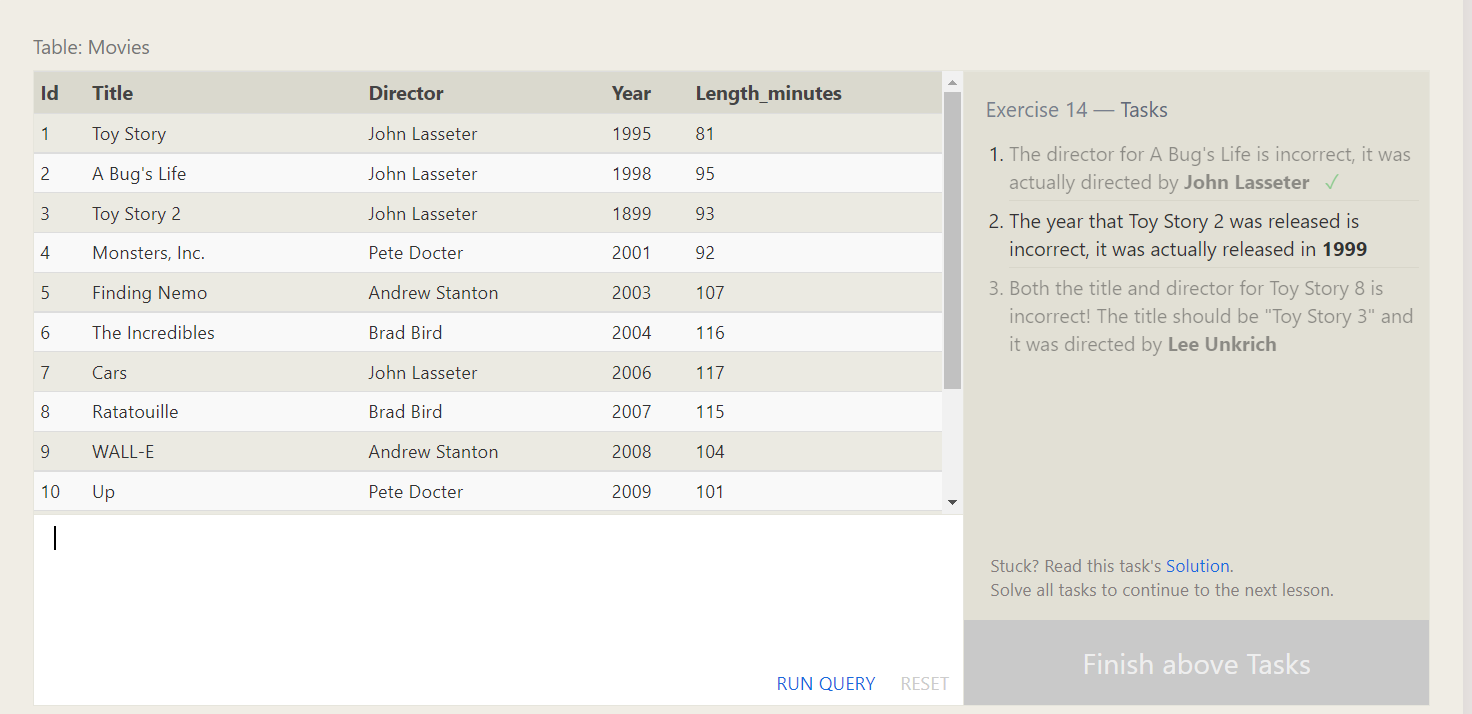 Table: Movies
Id Title Director Year Length_minutes
1 Toy Story John Lasseter 1995 81
2 A Bug's Life John Lasseter 1998 95
3 Toy Story 2 John Lasseter 1899 93
4 Monsters, Inc. Pete Docter 2001 92
5 Finding Nemo Andrew Stanton 2003 107
6 The Incredibles Brad Bird 2004 116
7 Cars John Lasseter 2006 117
8 Ratatouille Brad Bird 2007 115
9 WALL-E Andrew Stanton 2008 104
10 Up Pete Docter 2009 101
RUN QUERY RESET
Exercise 14 — Tasks
1. The director for A Bug's Life is incorrect, it was
actually directed by John Lasseter ✓
2. The year that Toy Story 2 was released is
incorrect, it was actually released in 1999
3. Both the title and director for Toy Story 8 is
incorrect! The title should be "Toy Story 3" and
it was directed by Lee Unkrich
Stuck? Read this task's Solution.
Solve all tasks to continue to the next lesson.
Finish above Tasks